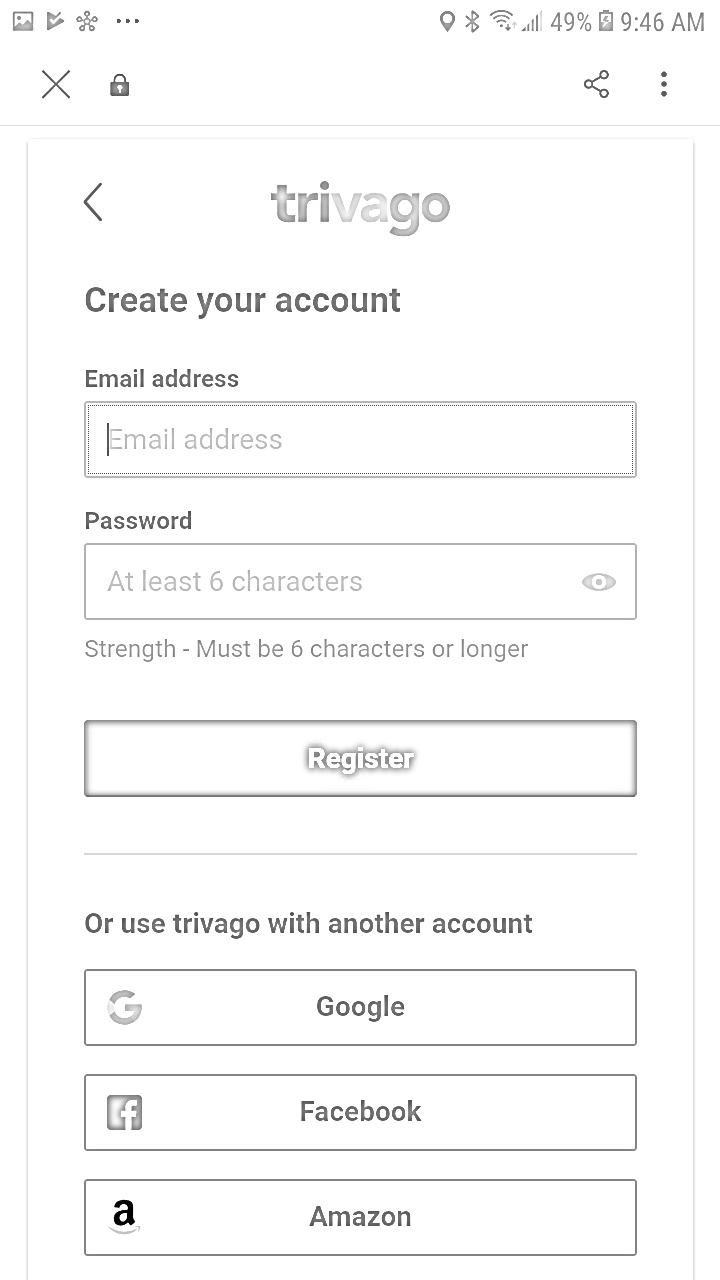 49% 9:46 AM
trivago
Create your account
Email address
Email address
Password
At least 6 characters
Strength - Must be 6 characters or longer
Register
Or use trivago with another account
Google
Facebook
Amazon